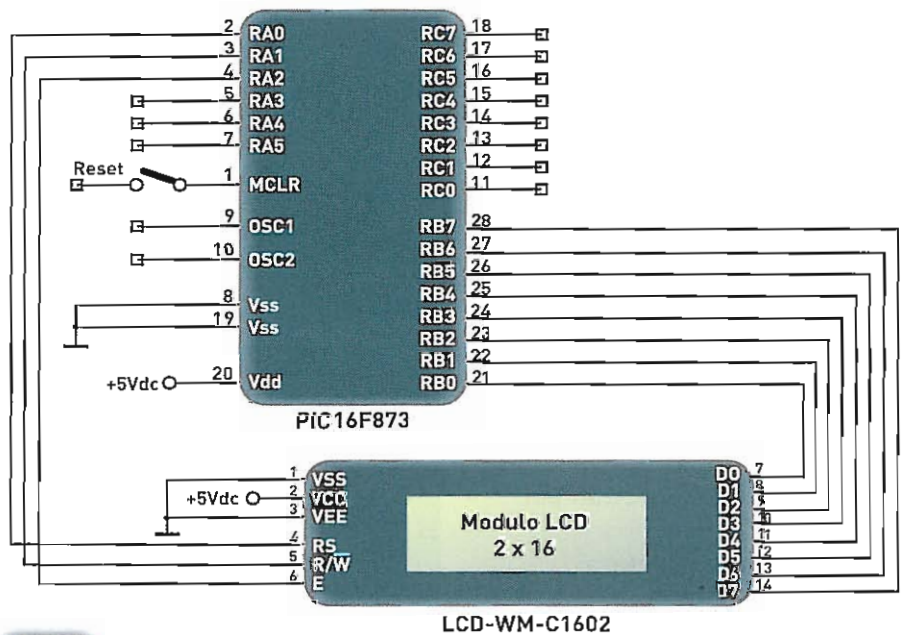 2 RA0 RC7 18
3 RA1 RC6 17
4 RA2 RC5 16
5 RA3 RC4 15
6 RA4 RC3 14
7 RA5 RC2 13
RC1 12
Reset 1 MCLR RC0 11
9 OSC1 RB7 28
RB6 27
10 OSC2 RB5 26
RB4 25
8 Vss RB3 24
19 Vss RB2 23
RB1 22
+5Vdc 20 Vdd RB0 21
PiC16F873
1 VSS D0 7
+5Vdc 2 VCC D1 8
3 VEE D2 9
Modulo LCD D3 10
4 RS 2 x 16 D4 11
5 R/W D5 12
6 E D6 13
D7 14
LCD-WM-C1602